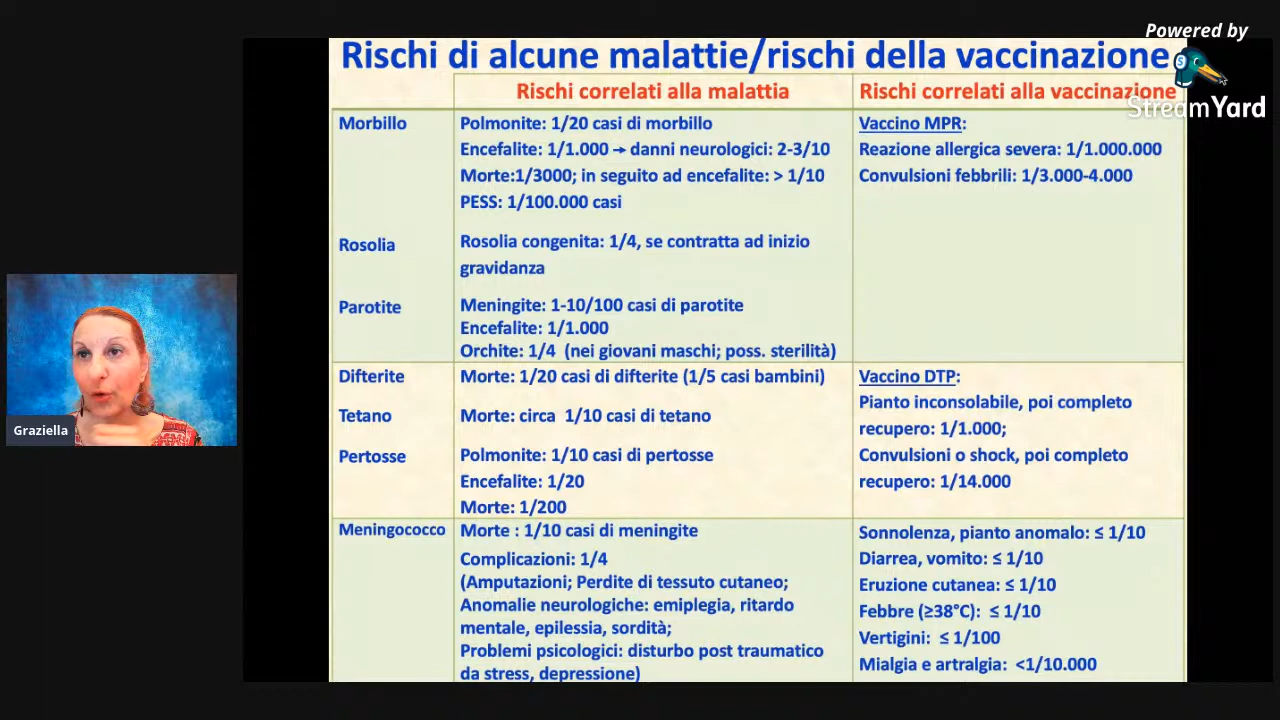 Powered by
StreamYard
Rischi di alcune malattie/rischi della vaccinazione
Rischi correlati alla malattia
Rischi correlati alla vaccinazione
Morbillo
Polmonite: 1/20 casi di morbillo
Encefalite: 1/1.000 → danni neurologici: 2-3/10
Morte:1/3000; in seguito ad encefalite: > 1/10
PESS: 1/100.000 casi
Vaccino MPR:
Reazione allergica severa: 1/1.000.000
Convulsioni febbrili: 1/3.000-4.000
Rosolia
Rosolia congenita: 1/4, se contratta ad inizio
gravidanza
Parotite
Meningite: 1-10/100 casi di parotite
Encefalite: 1/1.000
Orchite: 1/4 (nei giovani maschi; poss. sterilità)
Difterite
Morte: 1/20 casi di difterite (1/5 casi bambini)
Tetano
Morte: circa 1/10 casi di tetano
Pertosse
Polmonite: 1/10 casi di pertosse
Encefalite: 1/20
Morte: 1/200
Vaccino DTP:
Pianto inconsolabile, poi completo
recupero: 1/1.000;
Convulsioni o shock, poi completo
recupero: 1/14.000
Meningococco
Morte : 1/10 casi di meningite
Complicazioni: 1/4
(Amputazioni; Perdite di tessuto cutaneo;
Anomalie neurologiche: emiplegia, ritardo
mentale, epilessia, sordità;
Problemi psicologici: disturbo post traumatico
da stress, depressione)
Sonnolenza, pianto anomalo: ≤ 1/10
Diarrea, vomito: ≤ 1/10
Eruzione cutanea: ≤ 1/10
Febbre (≥38°C): ≤ 1/10
Vertigini: ≤ 1/100
Mialgia e artralgia: <1/10.000
Graziella